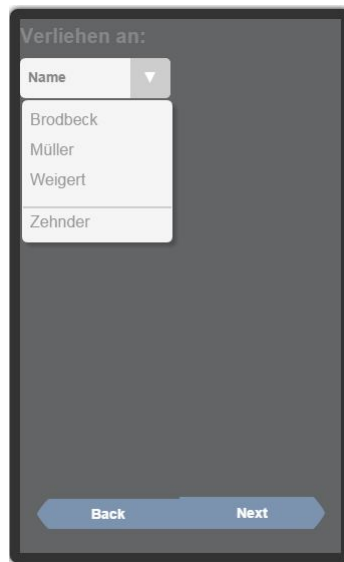 Verliehen an:
Name
Brodbeck
Müller
Weigert
Zehnder
Back Next